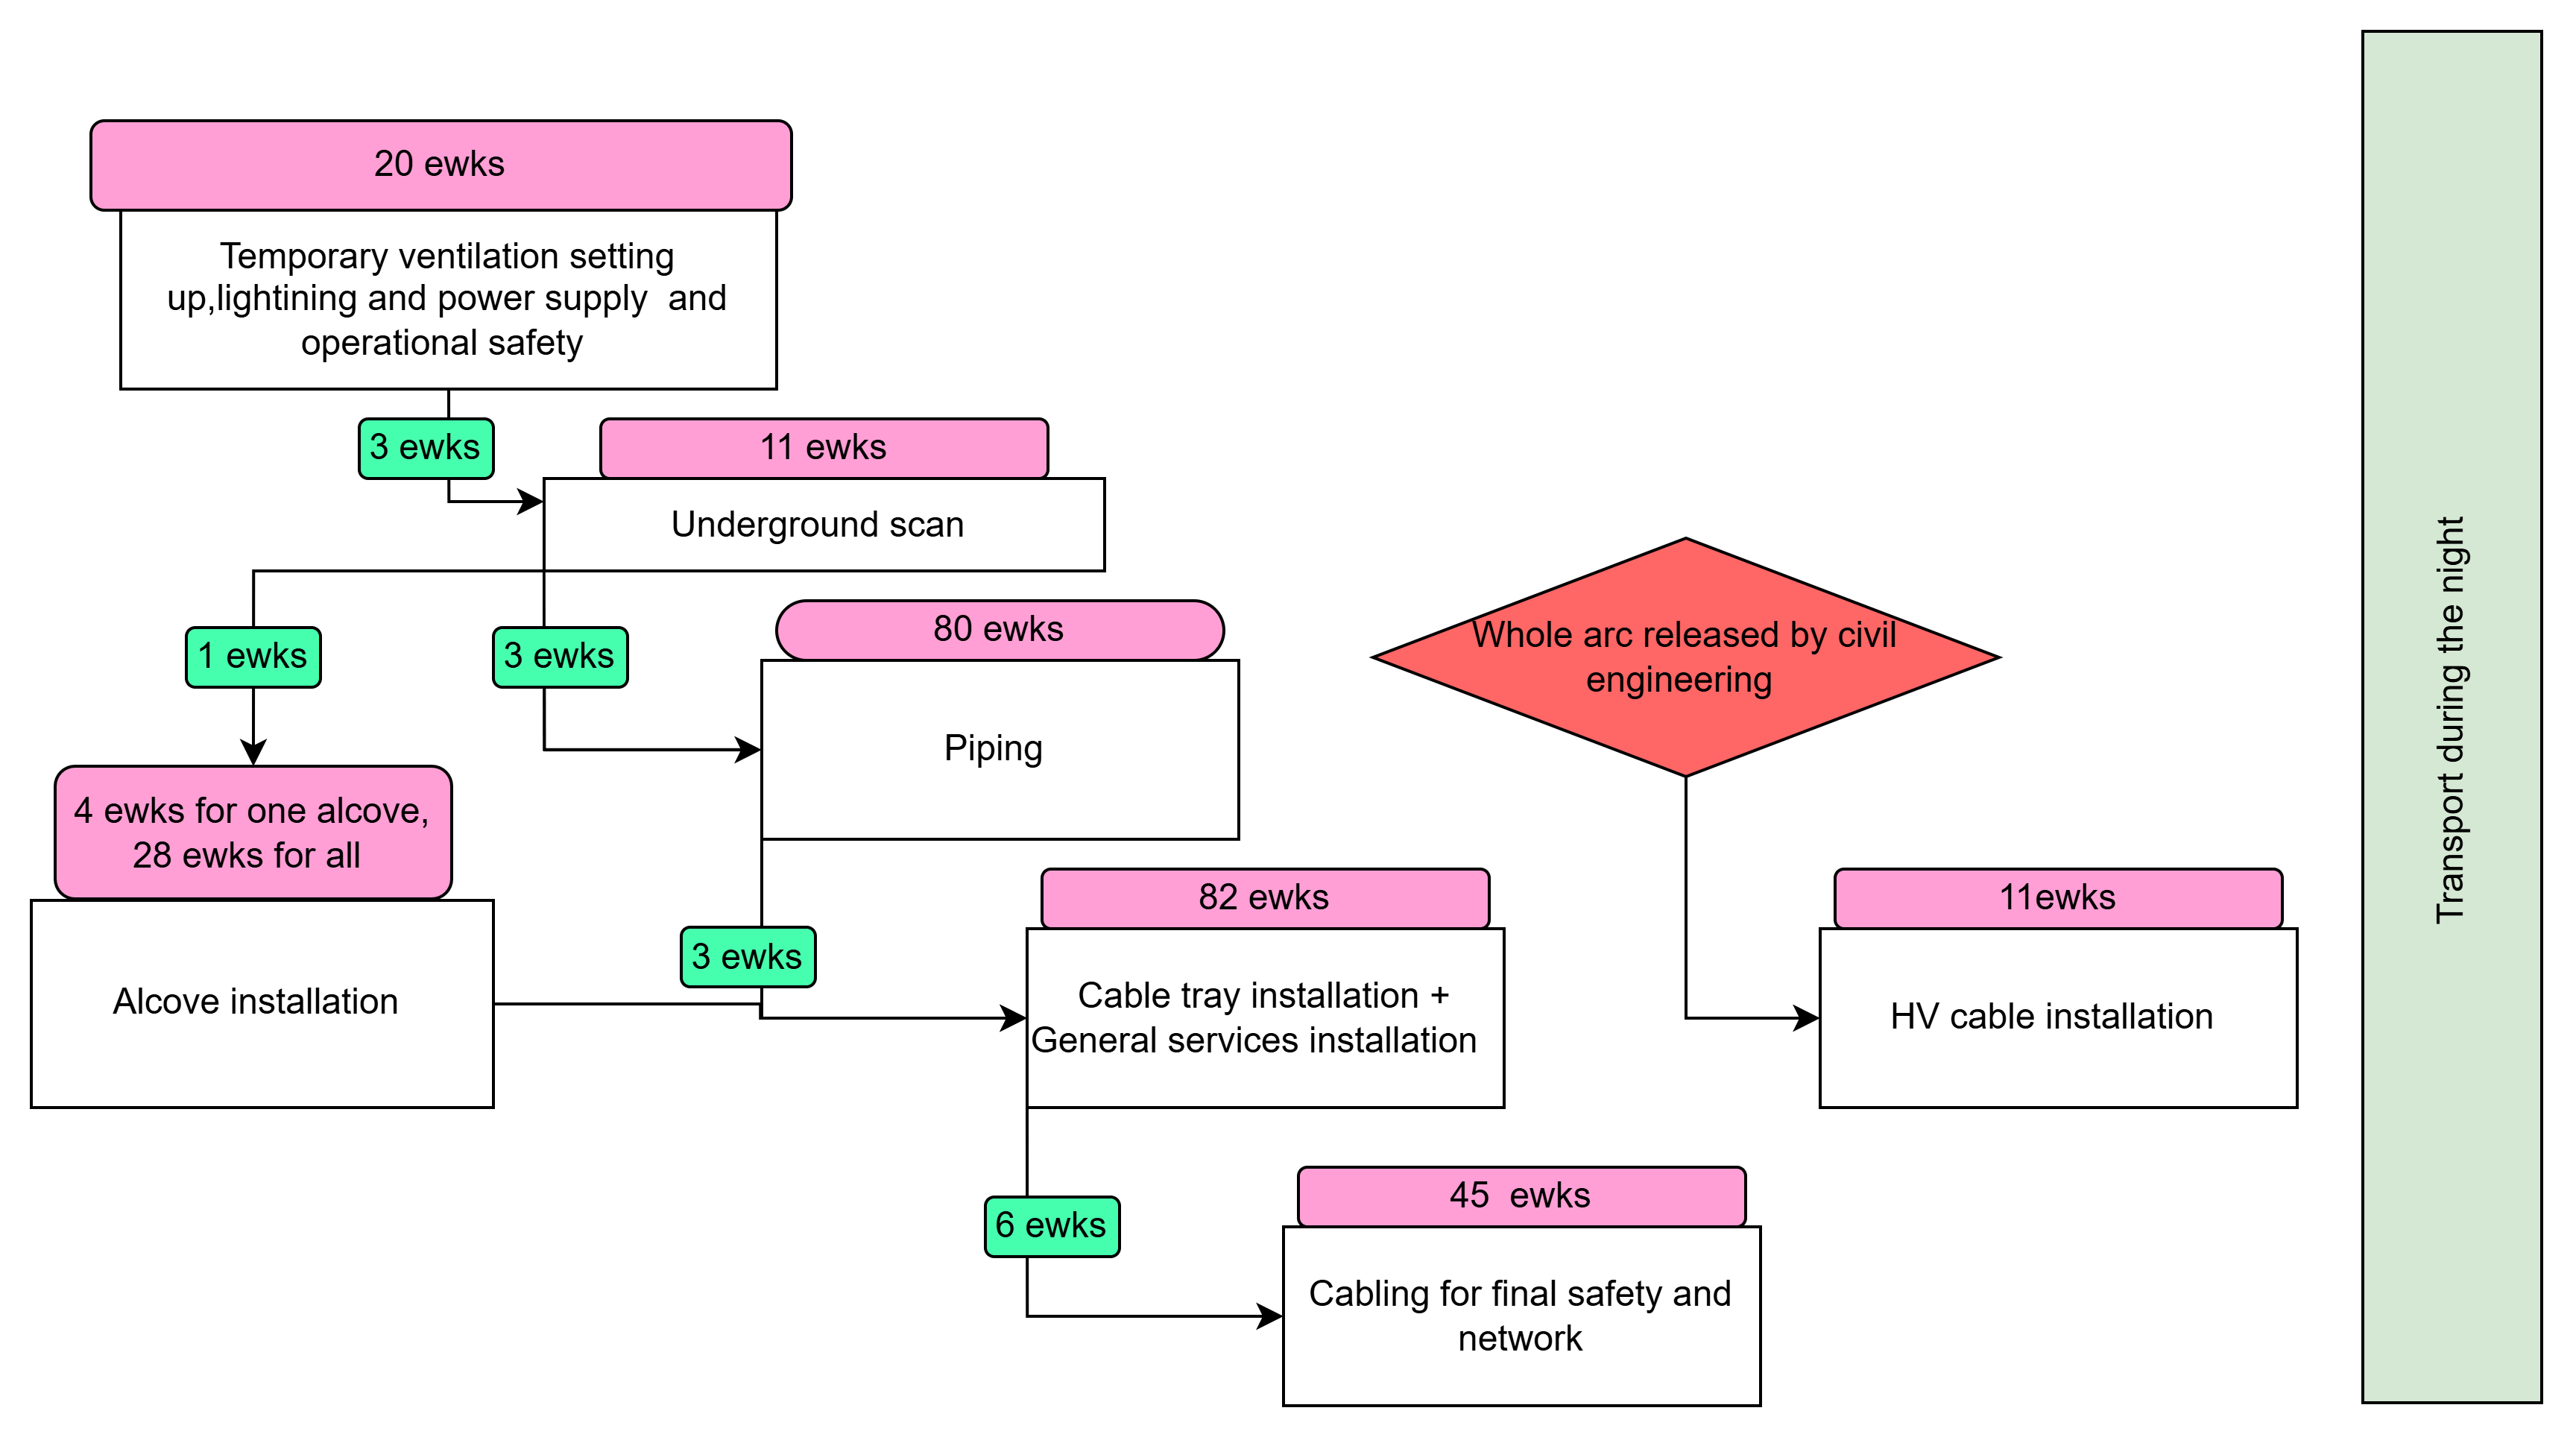 20 ewks
Temporary ventilation setting
up,lightining and power supply  and
operational safety
3 ewks
11 ewks
Underground scan
1 ewks
3 ewks
80 ewks
Piping
Whole arc released by civil
engineering
4 ewks for one alcove,
28 ewks for all
Alcove installation
3 ewks
82 ewks
Cable tray installation +
General services installation
11ewks
HV cable installation
6 ewks
45  ewks
Cabling for final safety and
network
Transport during the night